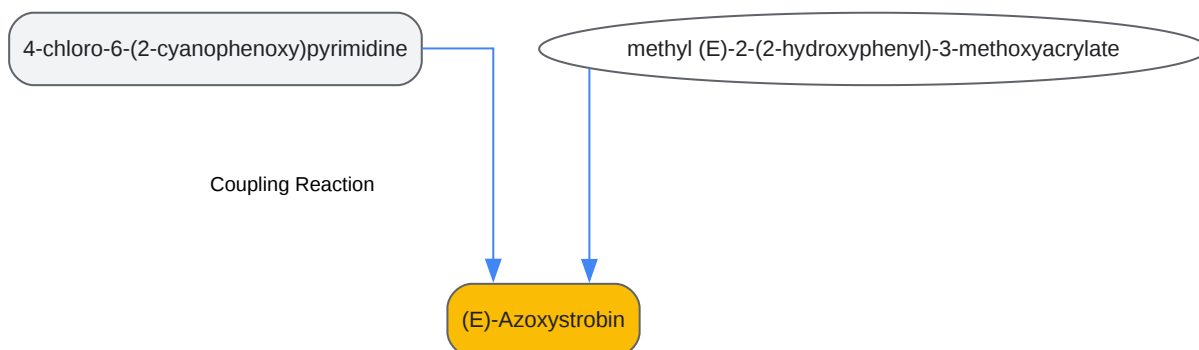 4-chloro-6-(2-cyanophenoxy)pyrimidine
methyl (E)-2-(2-hydroxyphenyl)-3-methoxyacrylate
Coupling Reaction
(E)-Azoxystrobin